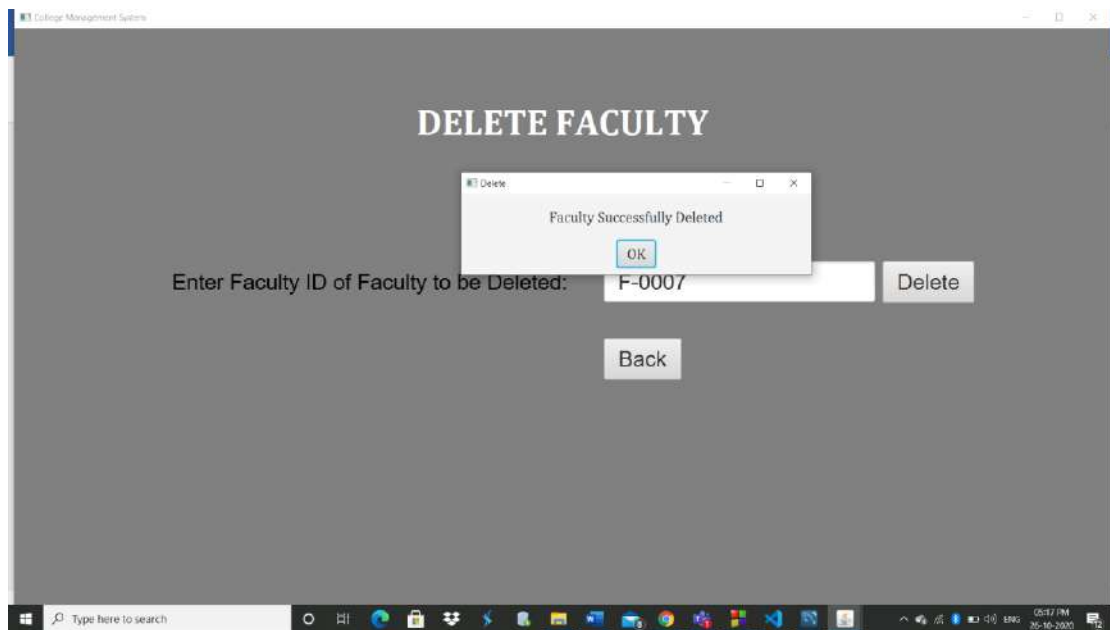 College Management System
DELETE FACULTY
Delete
Faculty Successfully Deleted
OK
Enter Faculty ID of Faculty to be Deleted:
F-0007
Delete
Back
Type here to search
ENG
05:17 PM
26-10-2020